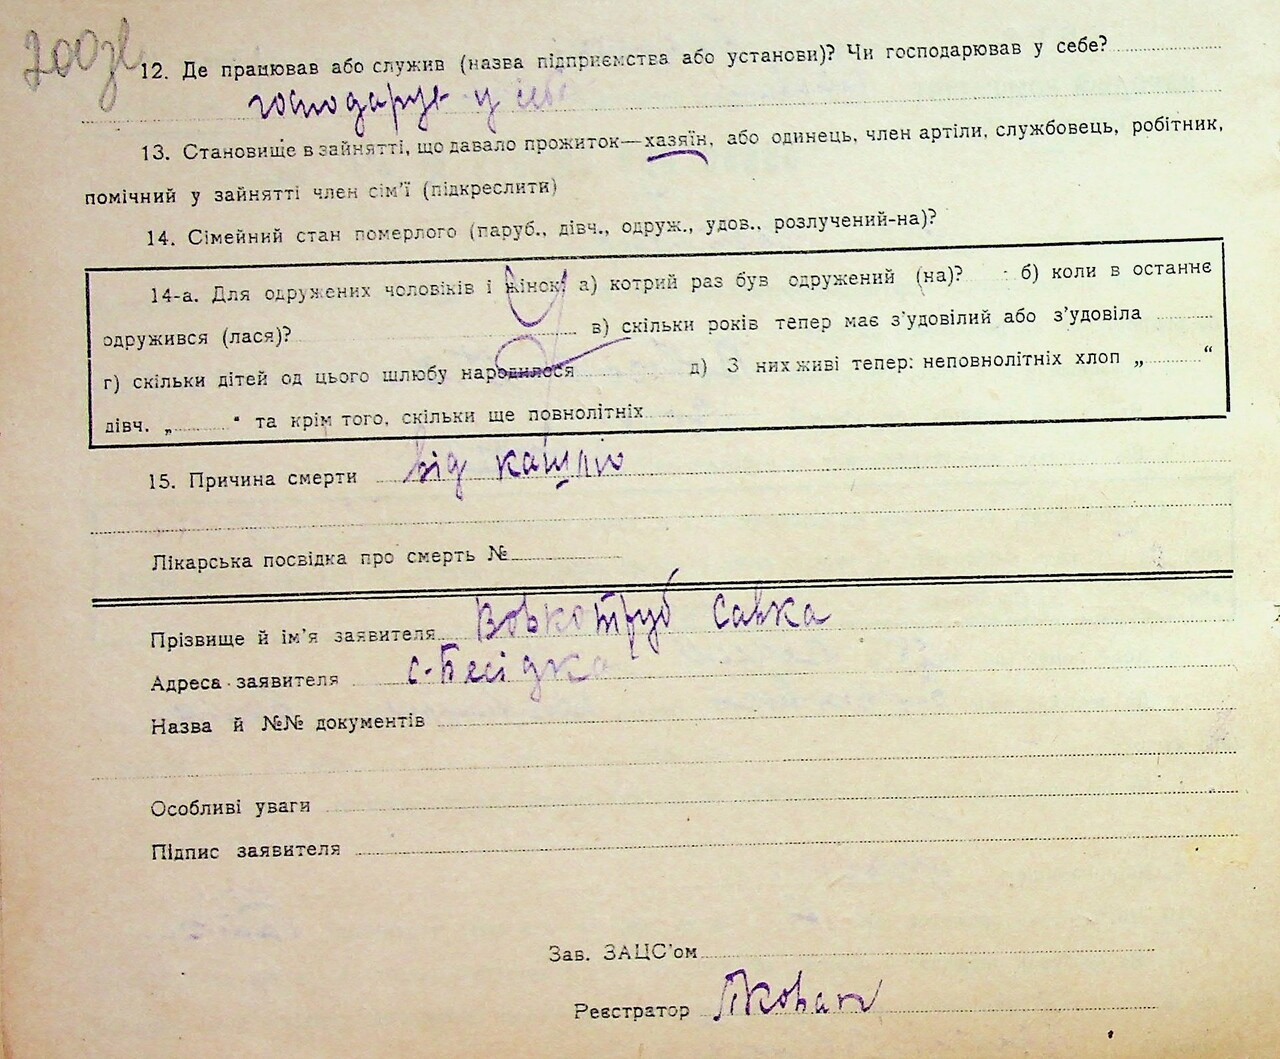 200зв
12. Де працював або служив (назва підприємства або установи)? Чи господарював у себе?
господарує у себе
13. Становище в зайнятті, що давало прожиток—хазяїн, або одинець, член артіли, службовець, робітник,
помічний у зайнятті член сім'ї (підкреслити)
14. Сімейний стан померлого (паруб., дівч., одруж., удов., розлучений-на)?
14-а. Для одружених чоловіків і жінок: а) котрий раз був одружений (на)? б) коли в останнє
одружився (лася)? в) скільки років тепер має з'удовілий або з'удовіла
г) скільки дітей од цього шлюбу народилося д) З них живі тепер: неповнолітніх хлоп „ “
дівч. „ “ та крім того, скільки ще повнолітніх
15. Причина смерти від кашлю
Лікарська посвідка про смерть №
Прізвище й ім'я заявителя Вовкотруб Савка
Адреса заявителя с-Бесідка
Назва й №№ документів
Особливі уваги
Підпис заявителя
Зав. ЗАЦС'ом
Реєстратор